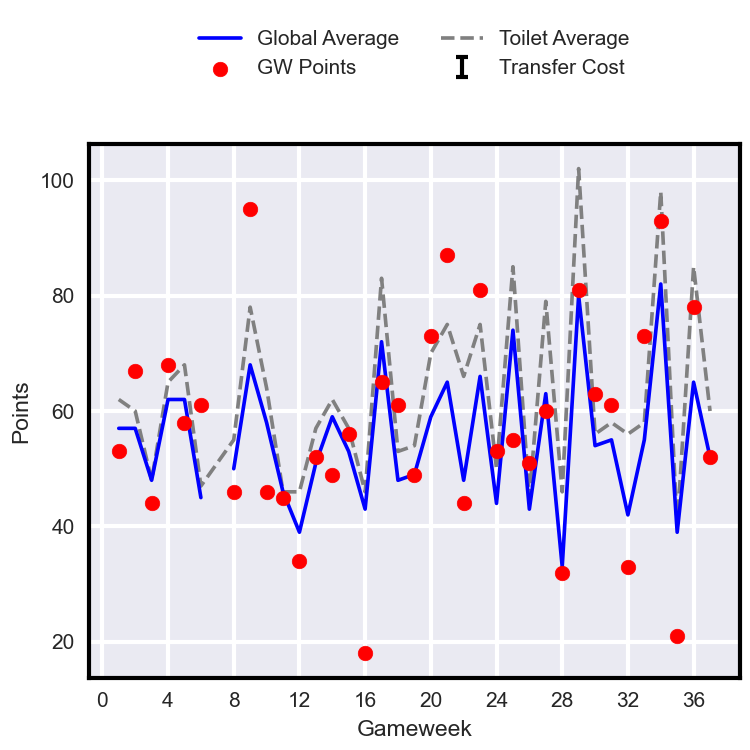 Global Average Toilet Average
GW Points Transfer Cost
100
80
60
40
20
Points
0 4 8 12 16 20 24 28 32 36
Gameweek